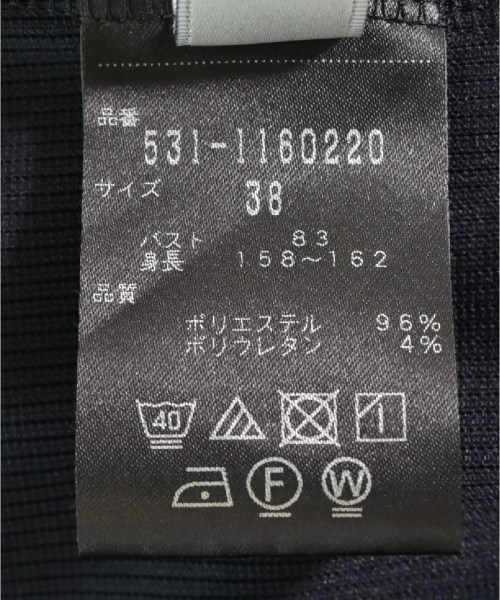 品番
531-1160220
サイズ 38
バスト 83
身長 158～162
品質
ポリエステル 96%
ポリウレタン 4%
40
F W